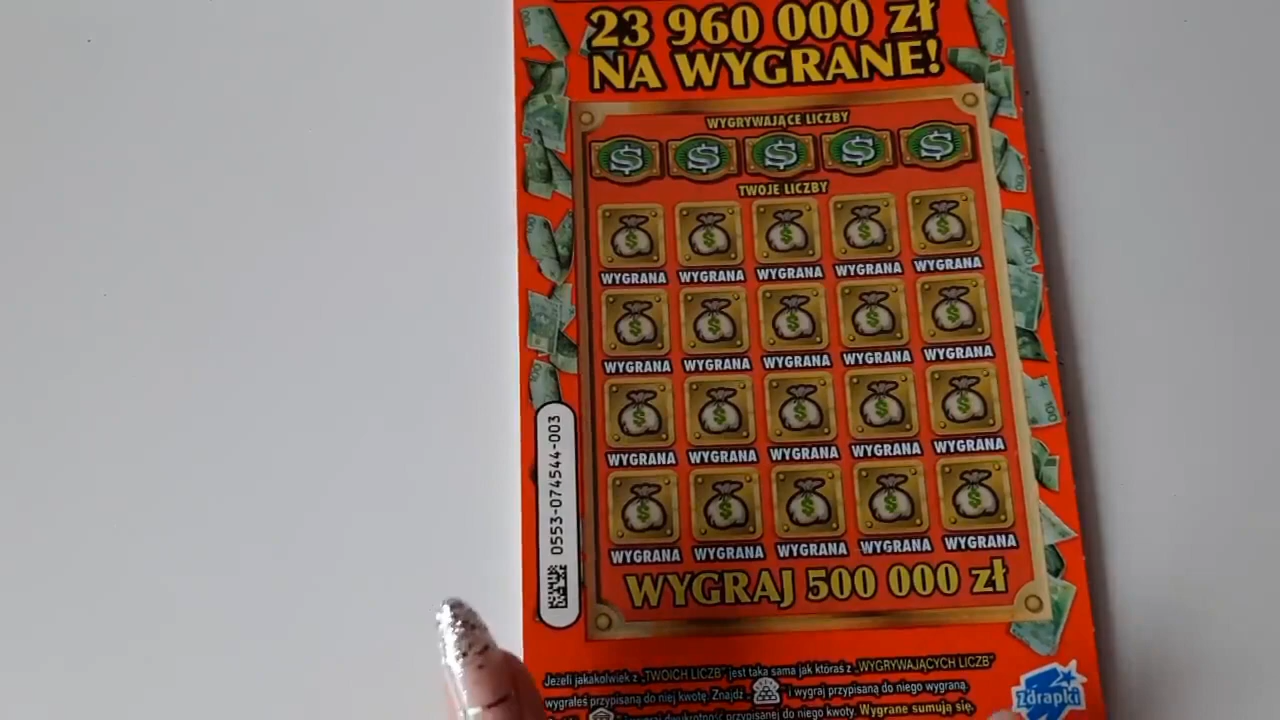 23 960 000 zł
NA WYGRANE!
WYGRYWAJĄCE LICZBY
$ $ $ $ $
TWOJE LICZBY
WYGRANA WYGRANA WYGRANA WYGRANA WYGRANA
WYGRANA WYGRANA WYGRANA WYGRANA WYGRANA
WYGRANA WYGRANA WYGRANA WYGRANA WYGRANA
WYGRANA WYGRANA WYGRANA WYGRANA WYGRANA
WYGRAJ 500 000 zł
0553-074544-003
Jeżeli jakakolwiek z „TWOICH LICZB” jest taka sama jak któraś z „WYGRYWAJĄCYCH LICZB”
wygrałeś przypisaną do niej kwotę. Znajdź „ ” i wygraj przypisaną do niego wygraną.
wygraj dwukrotność przypisanej do niego kwoty. Wygrane sumują się.
Zdrapki